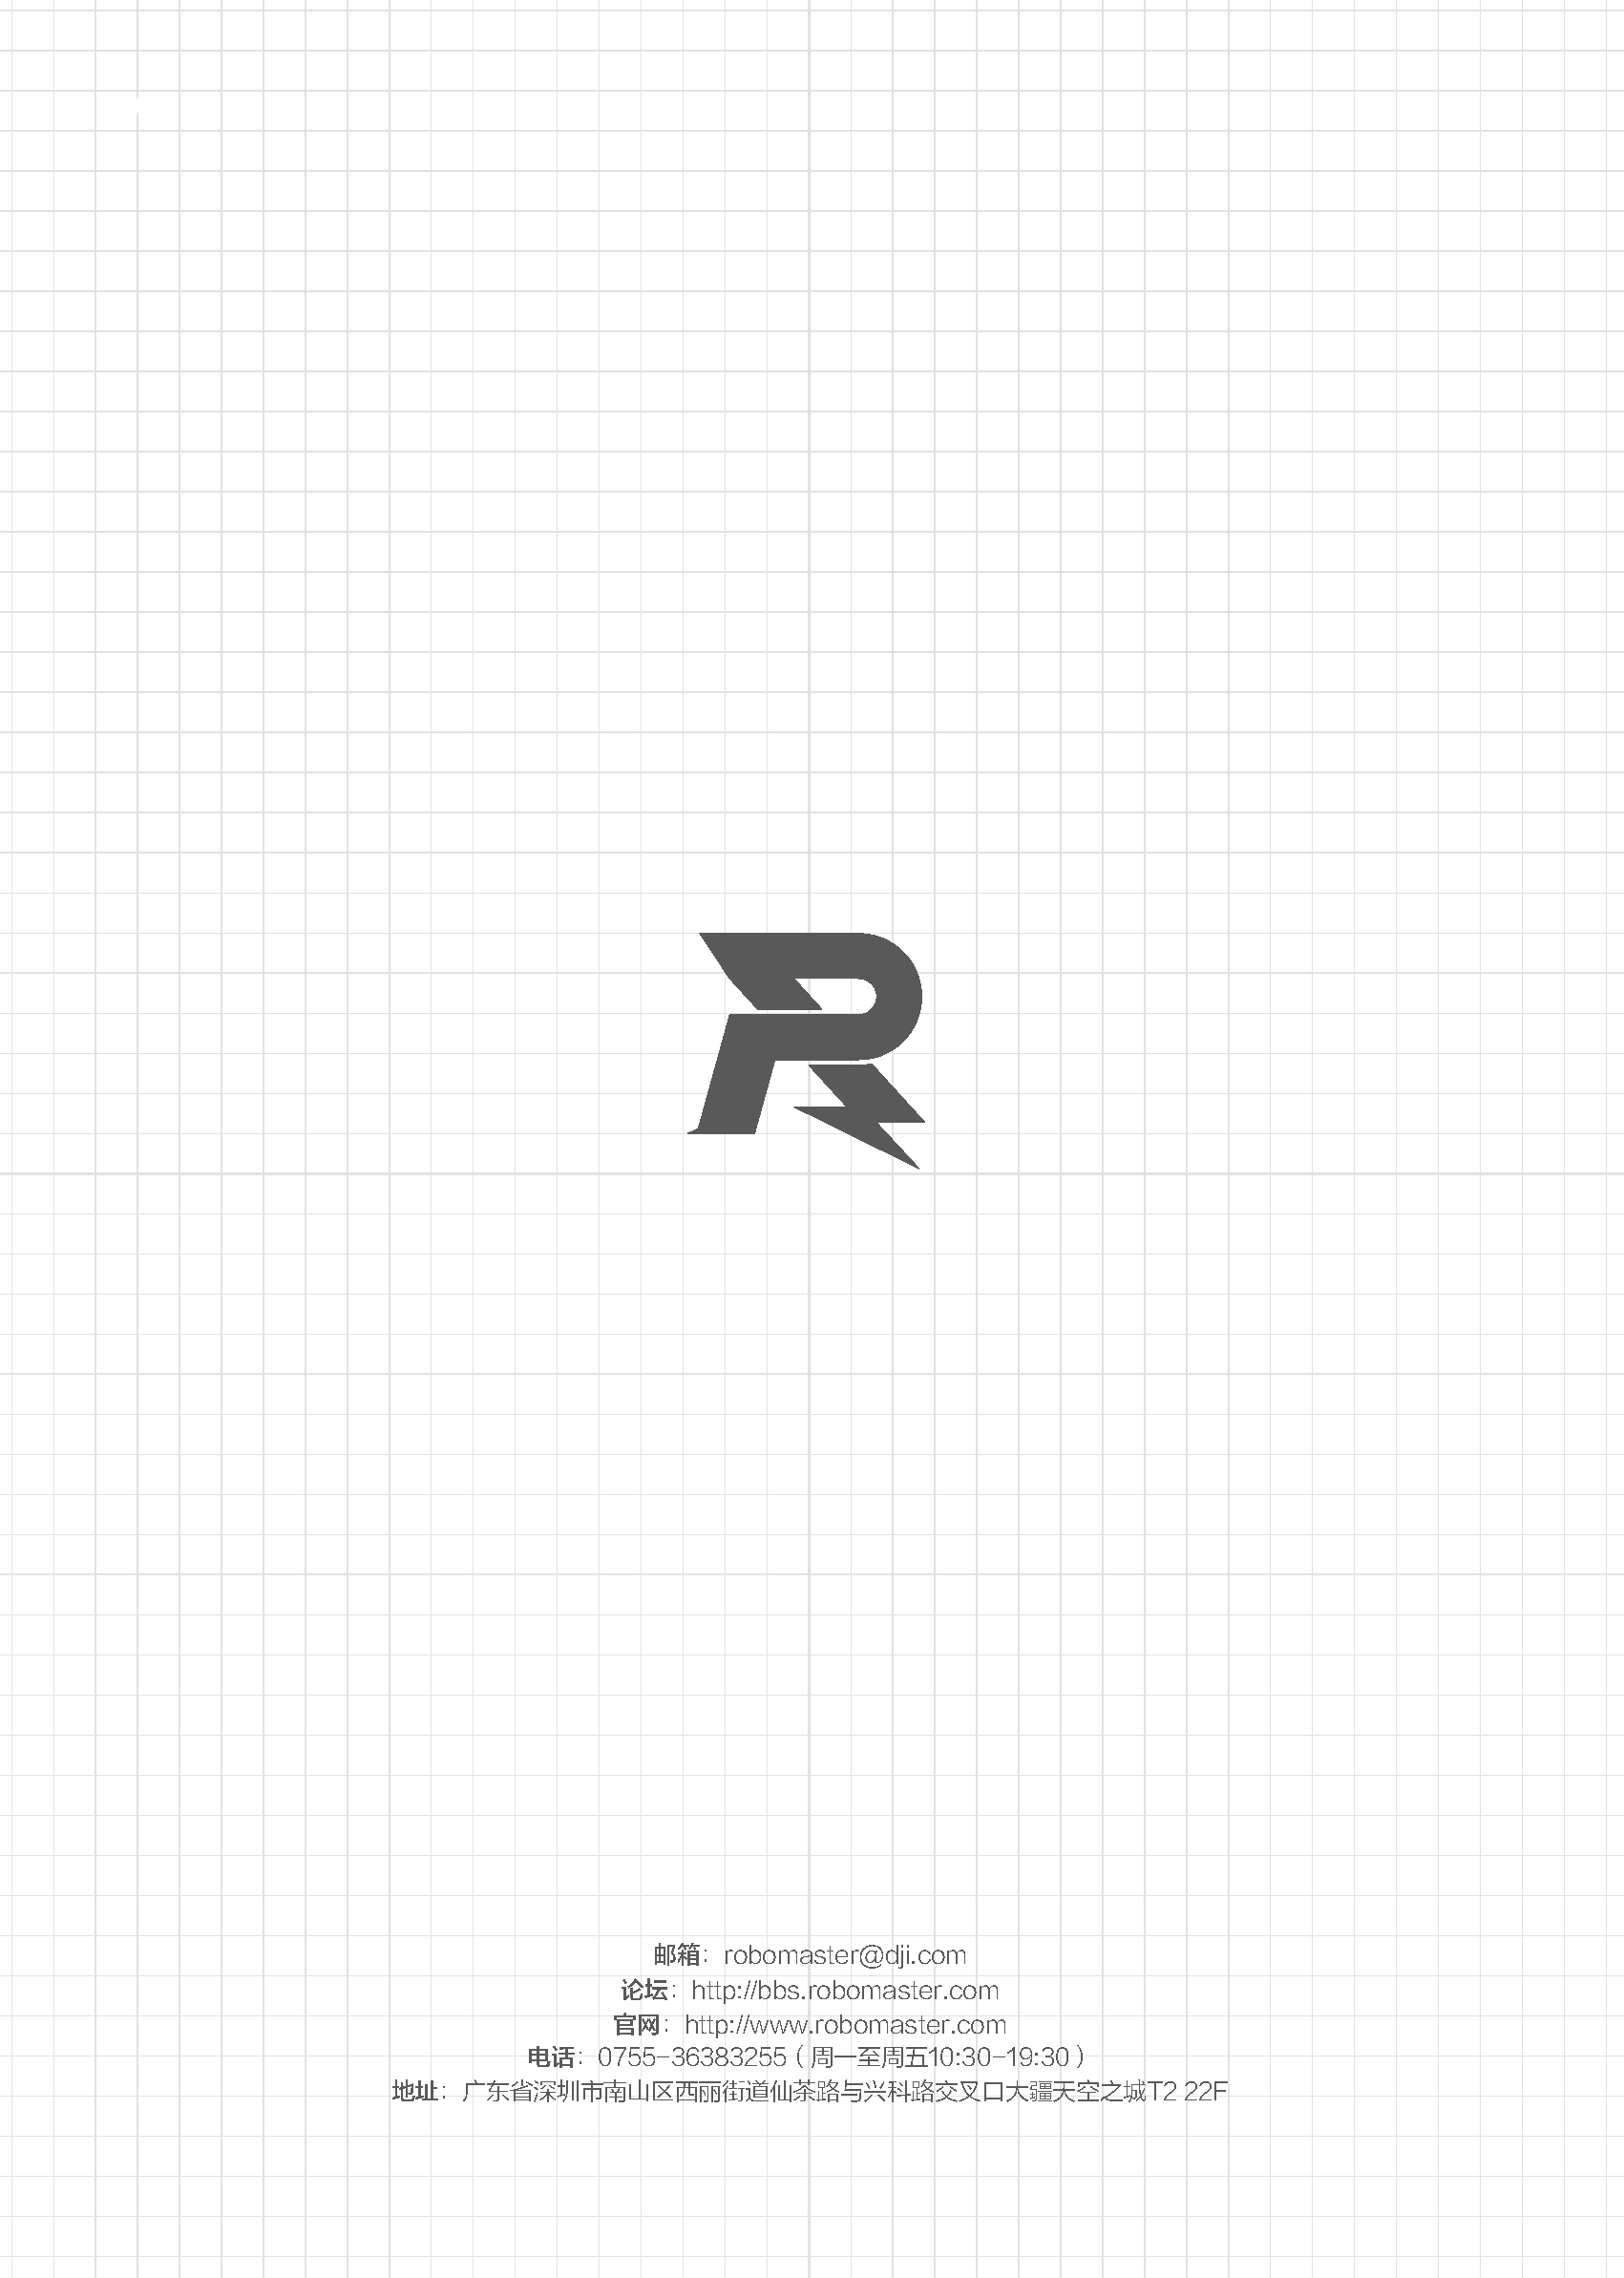 邮箱：robomaster@dji.com
论坛：http://bbs.robomaster.com
官网：http://www.robomaster.com
电话：0755-36383255（周一至周五10:30-19:30）
地址：广东省深圳市南山区西丽街道仙茶路与兴科路交叉口大疆天空之城T2 22F